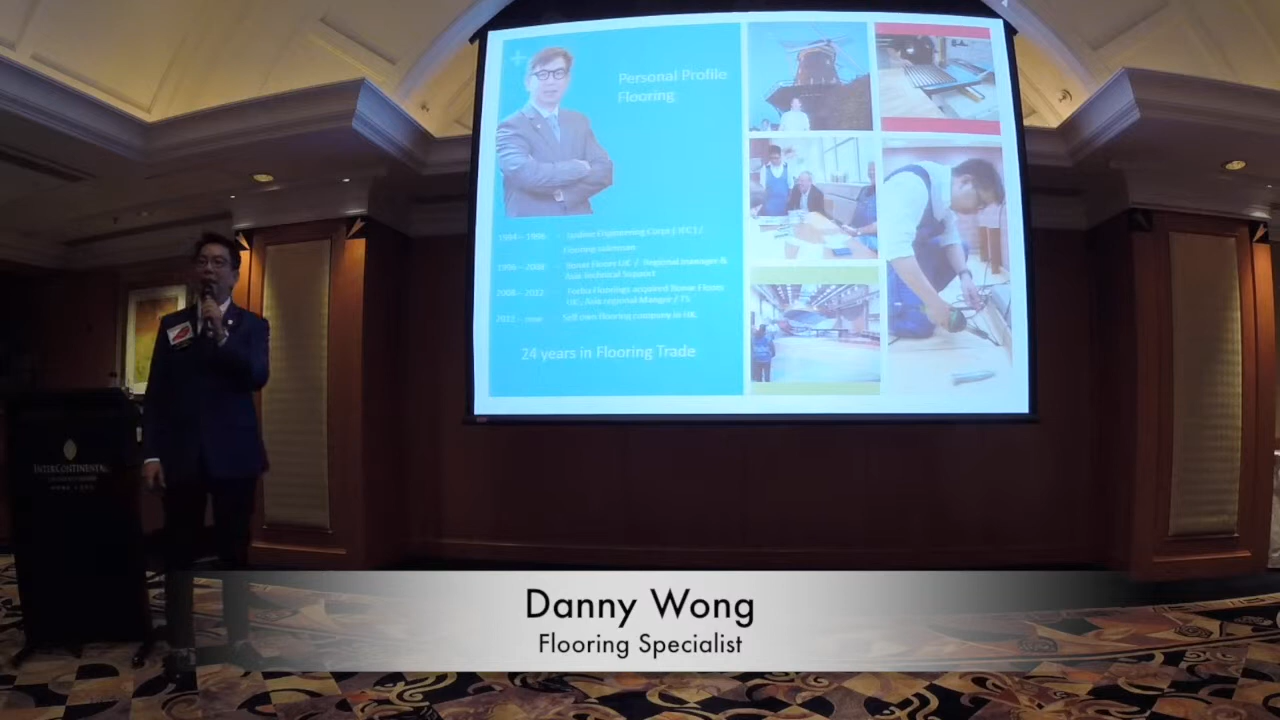 Personal Profile
Flooring
1994 – 1996 - Jardine Engineering Corp ( JEC ) /
Flooring salesman
1996 – 2008 - Bonar Floors UK / Regional manager &
Asia Technical Support
2008 – 2012 - Forbo Floorings acquired Bonar Floors
UK , Asia regional Manger / TS
2012 – now - Self own flooring company in HK.
24 years in Flooring Trade
INTERCONTINENTAL
Danny Wong
Flooring Specialist